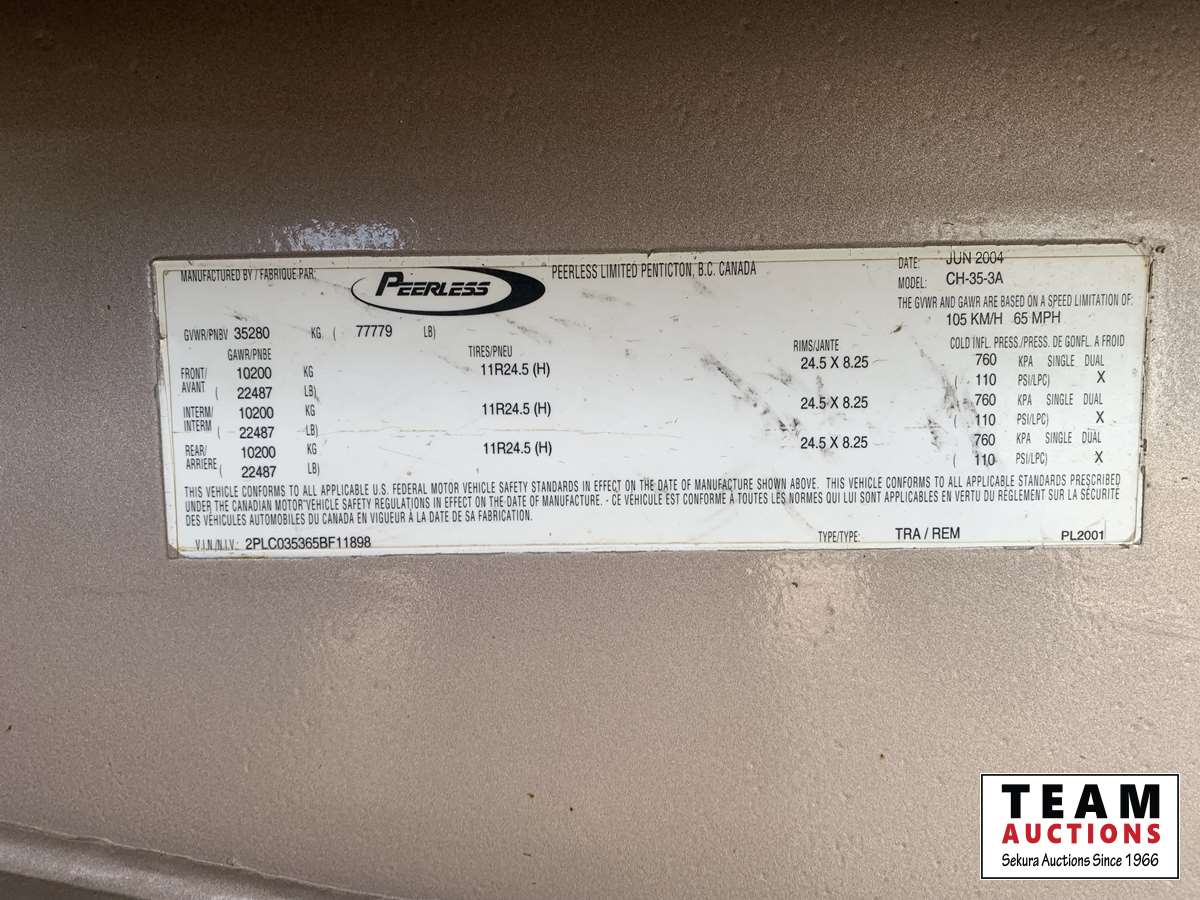 MANUFACTURED BY / FABRIQUE PAR: PEERLESS PEERLESS LIMITED PENTICTON, B.C. CANADA DATE: JUN 2004
MODEL: CH-35-3A
THE GVWR AND GAWR ARE BASED ON A SPEED LIMITATION OF:
105 KM/H 65 MPH
GVWR/PNBV 35280 KG. ( 77779 LB)
GAWR/PNBE TIRES/PNEU RIMS/JANTE COLD INFL. PRESS./PRESS. DE GONFL. A FROID
FRONT/ 10200 KG 11R24.5 (H) 24.5 X 8.25 760 KPA SINGLE DUAL
AVANT ( 22487 LB) ( 110 PSI/LPC) X
INTERM/ 10200 KG 11R24.5 (H) 24.5 X 8.25 760 KPA SINGLE DUAL
INTERM ( 22487 LB) ( 110 PSI/LPC) X
REAR/ 10200 KG 11R24.5 (H) 24.5 X 8.25 760 KPA SINGLE DUAL
ARRIERE ( 22487 LB) ( 110 PSI/LPC) X
THIS VEHICLE CONFORMS TO ALL APPLICABLE U.S. FEDERAL MOTOR VEHICLE SAFETY STANDARDS IN EFFECT ON THE DATE OF MANUFACTURE SHOWN ABOVE. THIS VEHICLE CONFORMS TO ALL APPLICABLE STANDARDS PRESCRIBED
UNDER THE CANADIAN MOTOR VEHICLE SAFETY REGULATIONS IN EFFECT ON THE DATE OF MANUFACTURE. - CE VÉHICULE EST CONFORME À TOUTES LES NORMES QUI LUI SONT APPLICABLES EN VERTU DU RÈGLEMENT SUR LA SÉCURITÉ
DES VÉHICULES AUTOMOBILES DU CANADA EN VIGUEUR À LA DATE DE SA FABRICATION.
V.I.N./N.I.V.: 2PLC035365BF11898 TYPE/TYPE: TRA / REM PL2001
TEAM
AUCTIONS
Sekura Auctions Since 1966